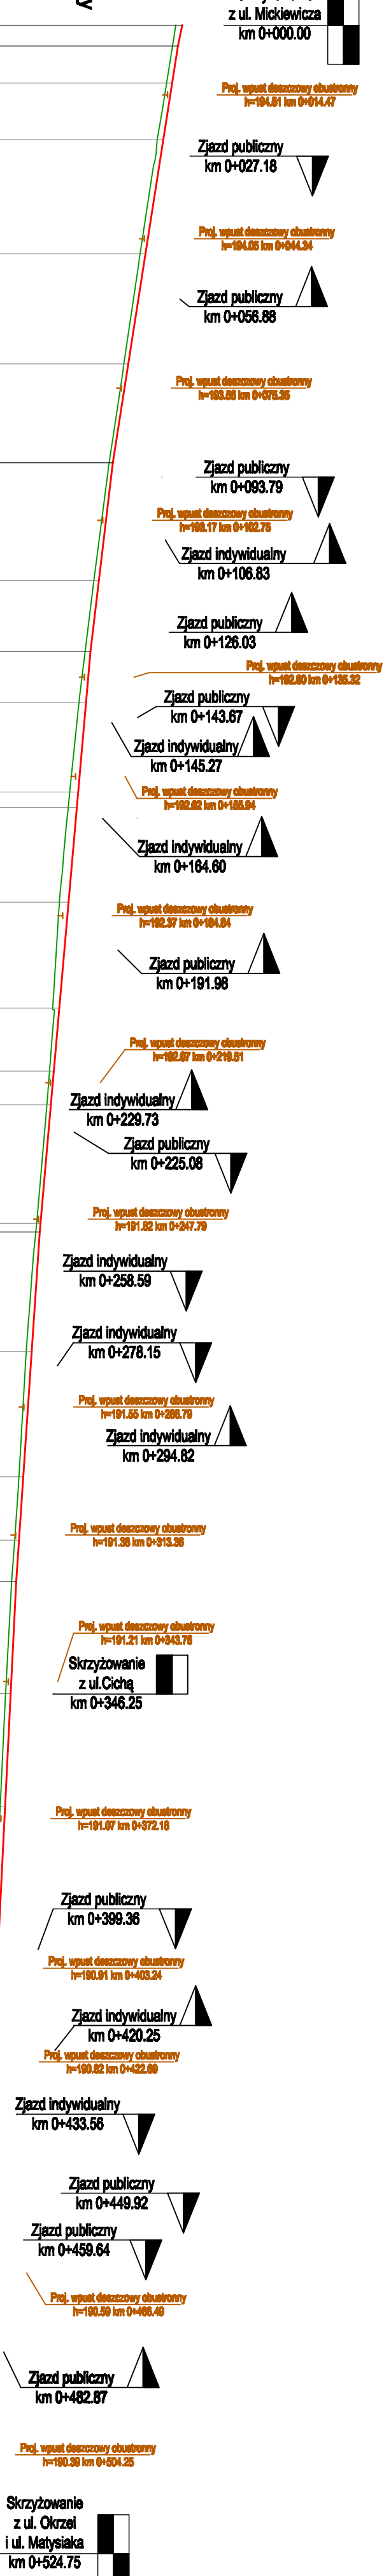 y
z ul. Mickiewicza
km 0+000.00
Proj. wpust deszczowy obustronny
h=194.51 km 0+014.47
Zjazd publiczny
km 0+027.18
Proj. wpust deszczowy obustronny
h=194.05 km 0+044.34
Zjazd publiczny
km 0+056.88
Proj. wpust deszczowy obustronny
h=193.56 km 0+075.35
Zjazd publiczny
km 0+093.79
Proj. wpust deszczowy obustronny
h=193.17 km 0+102.75
Zjazd indywidualny
km 0+106.83
Zjazd publiczny
km 0+126.03
Proj. wpust deszczowy obustronny
h=192.80 km 0+135.32
Zjazd publiczny
km 0+143.67
Zjazd indywidualny
km 0+145.27
Proj. wpust deszczowy obustronny
h=192.62 km 0+155.94
Zjazd indywidualny
km 0+164.60
Proj. wpust deszczowy obustronny
h=192.37 km 0+184.84
Zjazd publiczny
km 0+191.98
Proj. wpust deszczowy obustronny
h=192.07 km 0+219.51
Zjazd indywidualny
km 0+229.73
Zjazd publiczny
km 0+225.08
Proj. wpust deszczowy obustronny
h=191.82 km 0+247.79
Zjazd indywidualny
km 0+258.59
Zjazd indywidualny
km 0+278.15
Proj. wpust deszczowy obustronny
h=191.55 km 0+286.79
Zjazd indywidualny
km 0+294.82
Proj. wpust deszczowy obustronny
h=191.38 km 0+313.36
Proj. wpust deszczowy obustronny
h=191.21 km 0+343.76
Skrzyżowanie
z ul.Cichą
km 0+346.25
Proj. wpust deszczowy obustronny
h=191.07 km 0+372.18
Zjazd publiczny
km 0+399.36
Proj. wpust deszczowy obustronny
h=190.91 km 0+403.24
Zjazd indywidualny
km 0+420.25
Proj. wpust deszczowy obustronny
h=190.82 km 0+422.69
Zjazd indywidualny
km 0+433.56
Zjazd publiczny
km 0+449.92
Zjazd publiczny
km 0+459.64
Proj. wpust deszczowy obustronny
h=190.59 km 0+466.49
Zjazd publiczny
km 0+482.87
Proj. wpust deszczowy obustronny
h=190.39 km 0+504.25
Skrzyżowanie
z ul. Okrzei
i ul. Matysiaka
km 0+524.75